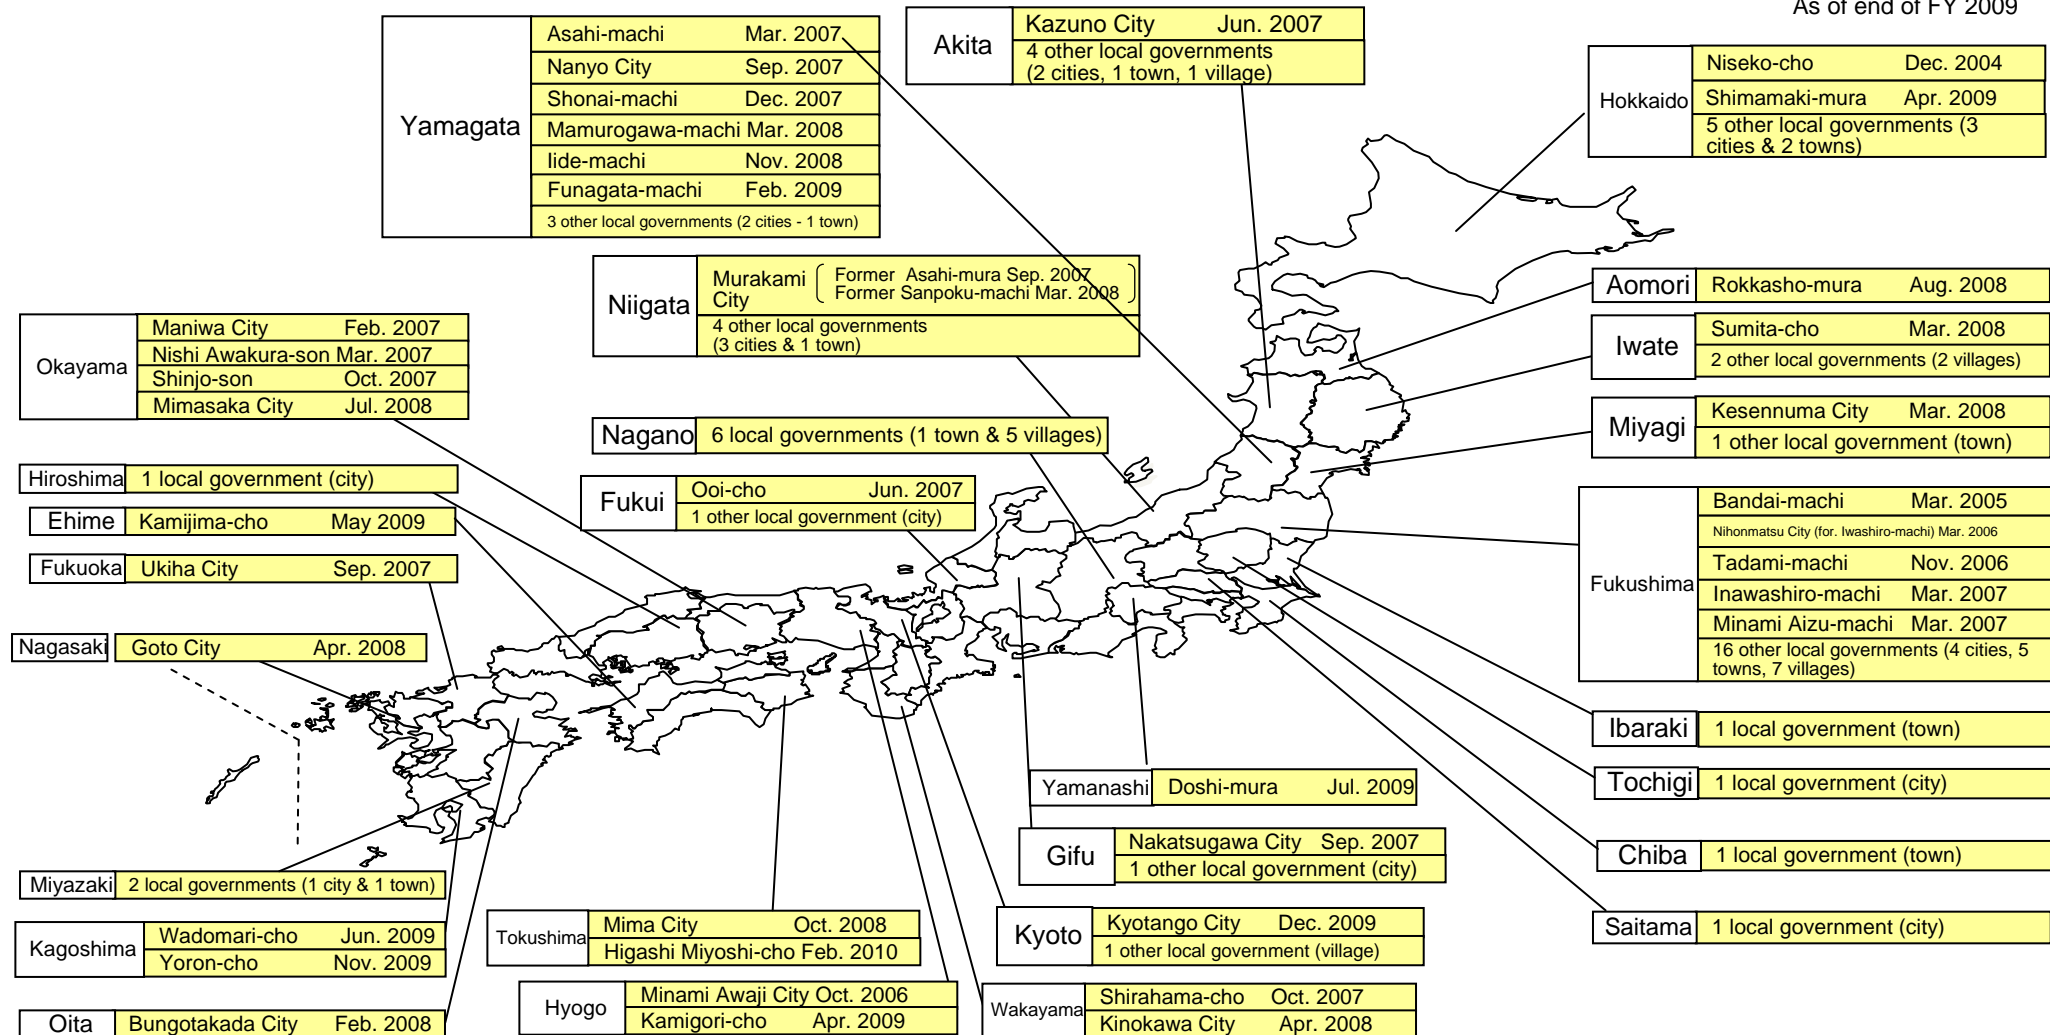 As of end of FY 2009
Yamagata
Asahi-machi Mar. 2007
Nanyo City Sep. 2007
Shonai-machi Dec. 2007
Mamurogawa-machi Mar. 2008
Iide-machi Nov. 2008
Funagata-machi Feb. 2009
3 other local governments (2 cities - 1 town)
Akita
Kazuno City Jun. 2007
4 other local governments
(2 cities, 1 town, 1 village)
Hokkaido
Niseko-cho Dec. 2004
Shimamaki-mura Apr. 2009
5 other local governments (3
cities & 2 towns)
Niigata
Murakami
City
Former Asahi-mura Sep. 2007
Former Sanpoku-machi Mar. 2008
4 other local governments
(3 cities & 1 town)
Aomori
Rokkasho-mura Aug. 2008
Iwate
Sumita-cho Mar. 2008
2 other local governments (2 villages)
Okayama
Maniwa City Feb. 2007
Nishi Awakura-son Mar. 2007
Shinjo-son Oct. 2007
Mimasaka City Jul. 2008
Nagano
6 local governments (1 town & 5 villages)
Miyagi
Kesennuma City Mar. 2008
1 other local government (town)
Hiroshima
1 local government (city)
Fukui
Ooi-cho Jun. 2007
1 other local government (city)
Ehime
Kamijima-cho May 2009
Fukuoka
Ukiha City Sep. 2007
Fukushima
Bandai-machi Mar. 2005
Nihonmatsu City (for. Iwashiro-machi) Mar. 2006
Tadami-machi Nov. 2006
Inawashiro-machi Mar. 2007
Minami Aizu-machi Mar. 2007
16 other local governments (4 cities, 5
towns, 7 villages)
Nagasaki
Goto City Apr. 2008
Ibaraki
1 local government (town)
Yamanashi
Doshi-mura Jul. 2009
Tochigi
1 local government (city)
Gifu
Nakatsugawa City Sep. 2007
1 other local government (city)
Chiba
1 local government (town)
Miyazaki
2 local governments (1 city & 1 town)
Kagoshima
Wadomari-cho Jun. 2009
Yoron-cho Nov. 2009
Tokushima
Mima City Oct. 2008
Higashi Miyoshi-cho Feb. 2010
Kyoto
Kyotango City Dec. 2009
1 other local government (village)
Saitama
1 local government (city)
Hyogo
Minami Awaji City Oct. 2006
Kamigori-cho Apr. 2009
Wakayama
Shirahama-cho Oct. 2007
Kinokawa City Apr. 2008
Oita
Bungotakada City Feb. 2008